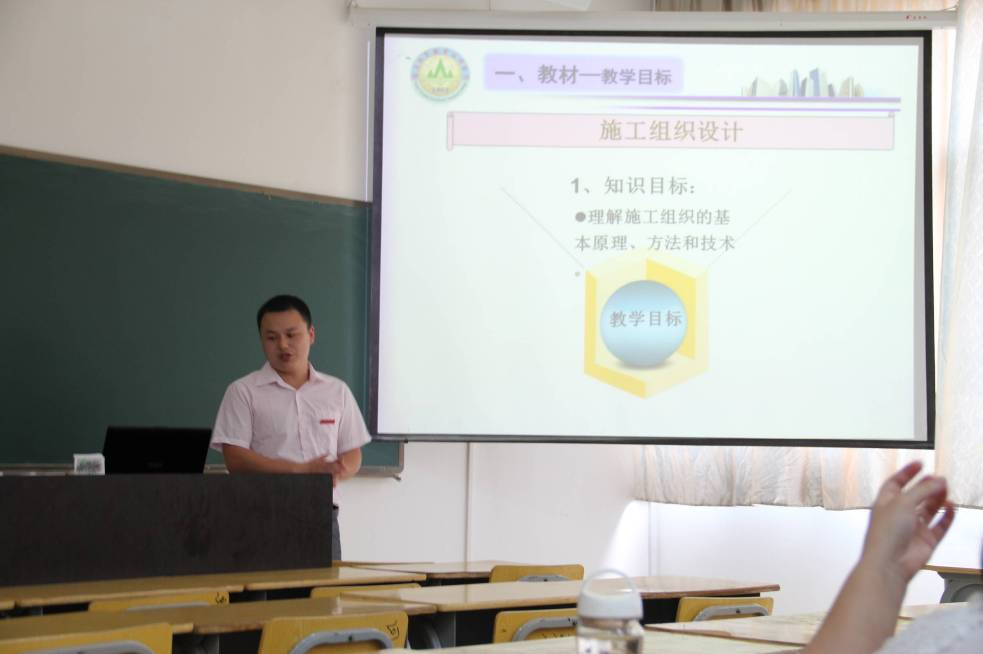 一、教材—教学目标
施工组织设计
1、知识目标：
●理解施工组织的基
本原理、方法和技术
。
教学目标